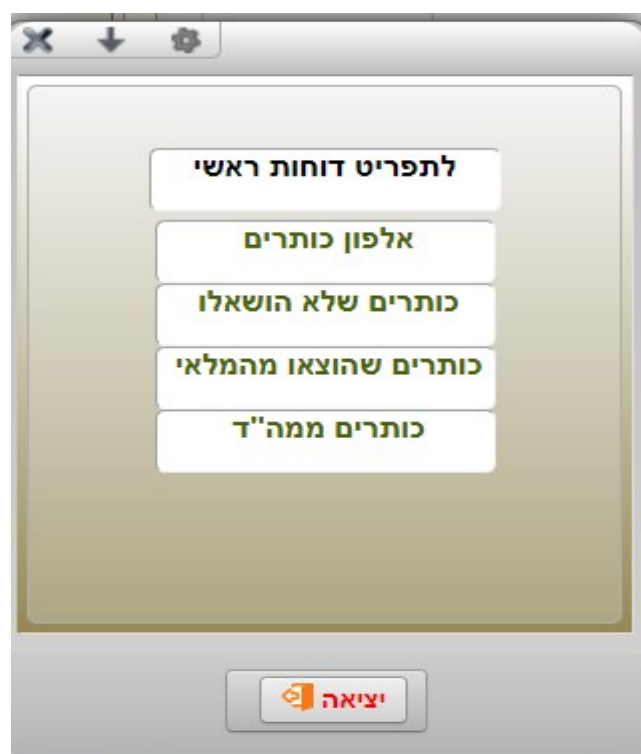 לתפריט דוחות ראשי
אלפון כותרים
כותרים שלא הושאלו
כותרים שהוצאו מהמלאי
כותרים ממה''ד
יציאה